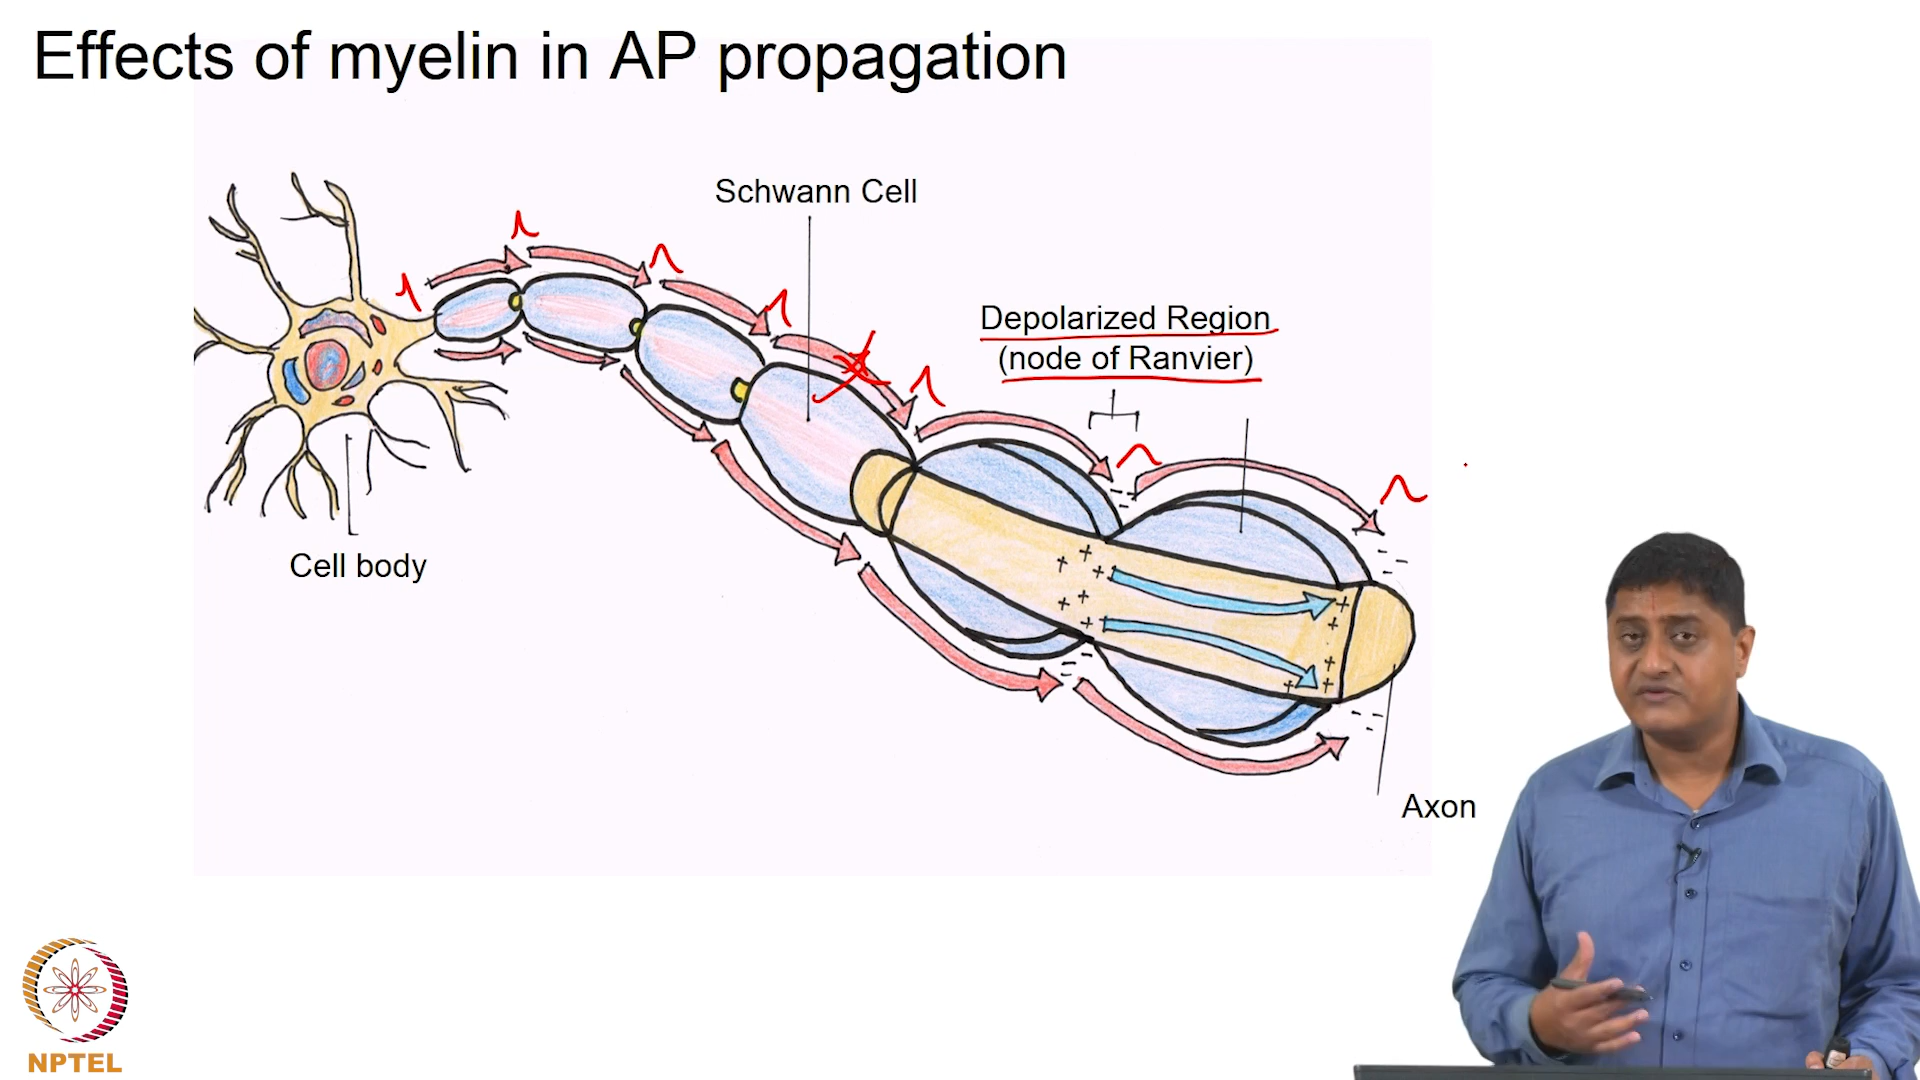 Effects of myelin in AP propagation
Schwann Cell
Depolarized Region
(node of Ranvier)
Cell body
Axon
NPTEL